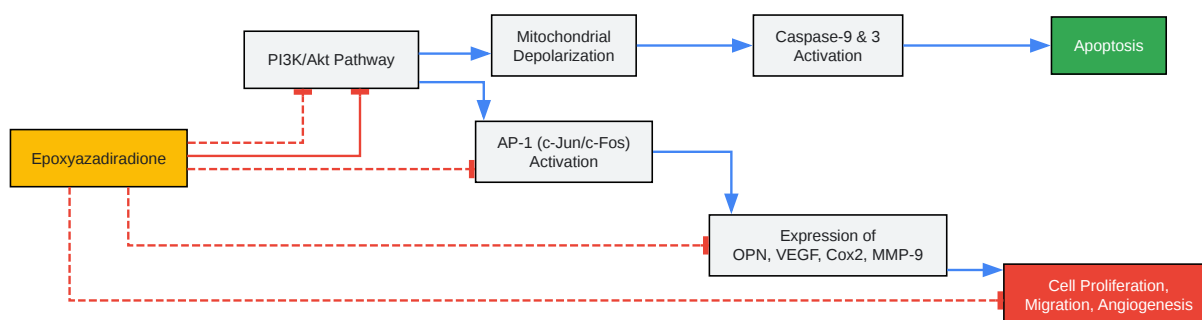 PI3K/Akt Pathway
Mitochondrial
Depolarization
Caspase-9 & 3
Activation
Apoptosis
Epoxyazadiradione
AP-1 (c-Jun/c-Fos)
Activation
Expression of
OPN, VEGF, Cox2, MMP-9
Cell Proliferation,
Migration, Angiogenesis